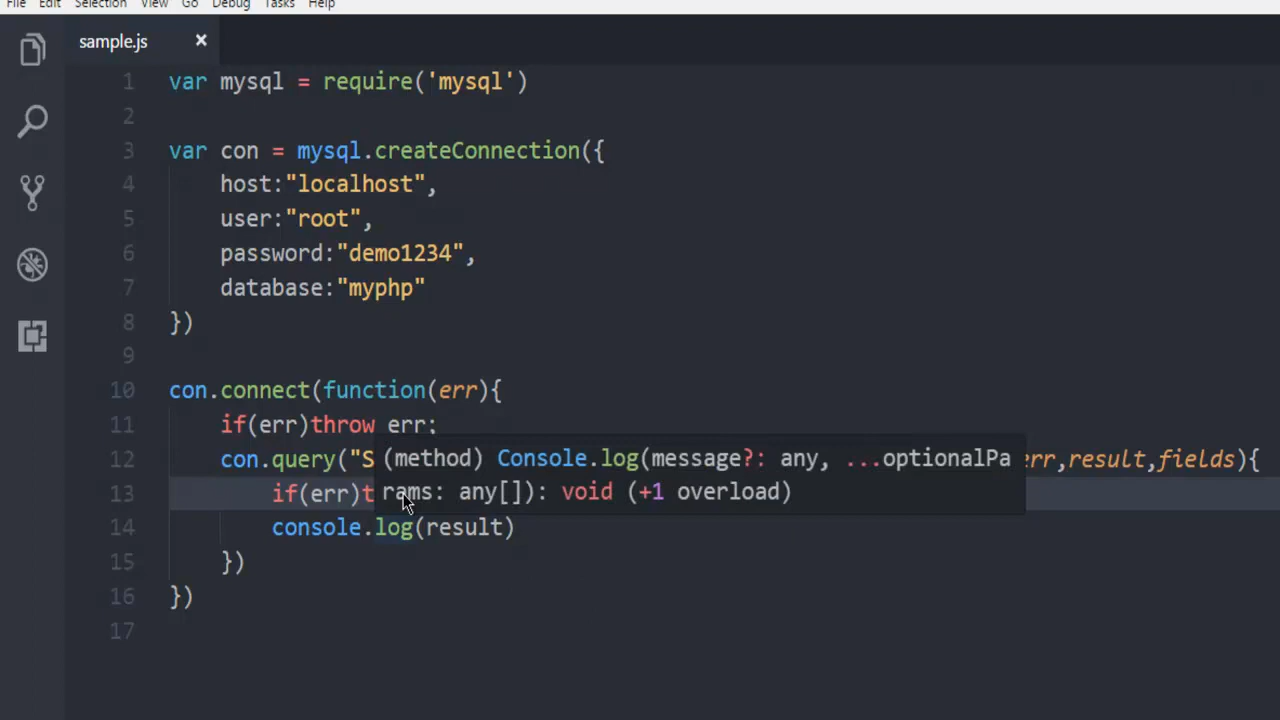 File Edit Selection View Go Debug Tasks Help
sample.js ×
1 var mysql = require('mysql')
2
3 var con = mysql.createConnection({
4 host:"localhost",
5 user:"root",
6 password:"demo1234",
7 database:"myphp"
8 })
9
10 con.connect(function(err){
11 if(err)throw err;
12 con.query("S rr,result,fields){
(method) Console.log(message?: any, ...optionalPa
13 if(err)t
rams: any[]): void (+1 overload)
14 console.log(result)
15 })
16 })
17